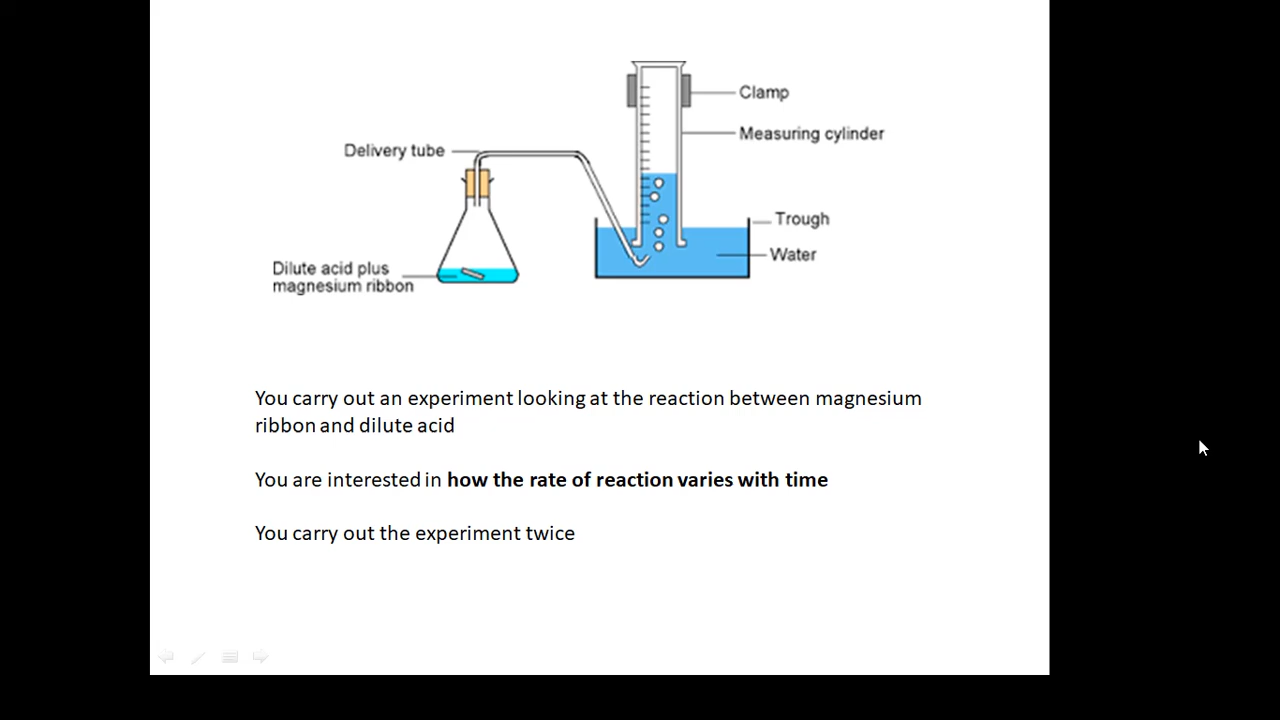 Clamp
Measuring cylinder
Delivery tube
Trough
Water
Dilute acid plus
magnesium ribbon
You carry out an experiment looking at the reaction between magnesium
ribbon and dilute acid
You are interested in how the rate of reaction varies with time
You carry out the experiment twice